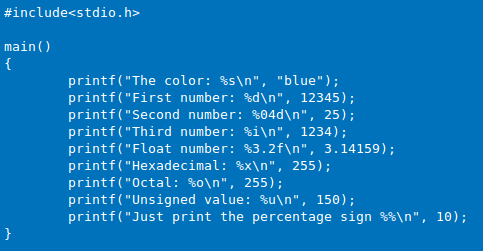 #include<stdio.h>
main()
{
        printf("The color: %s\n", "blue");
        printf("First number: %d\n", 12345);
        printf("Second number: %04d\n", 25);
        printf("Third number: %i\n", 1234);
        printf("Float number: %3.2f\n", 3.14159);
        printf("Hexadecimal: %x\n", 255);
        printf("Octal: %o\n", 255);
        printf("Unsigned value: %u\n", 150);
        printf("Just print the percentage sign %%\n", 10);
}